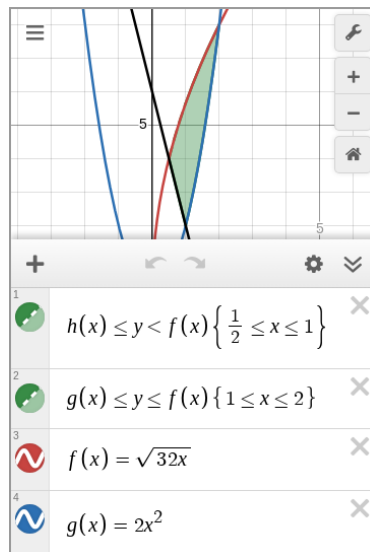 5
5
1
h(x) ≤ y < f(x) { 1/2 ≤ x ≤ 1 }
2
g(x) ≤ y ≤ f(x) { 1 ≤ x ≤ 2 }
3
f(x) = √32x
4
g(x) = 2x²